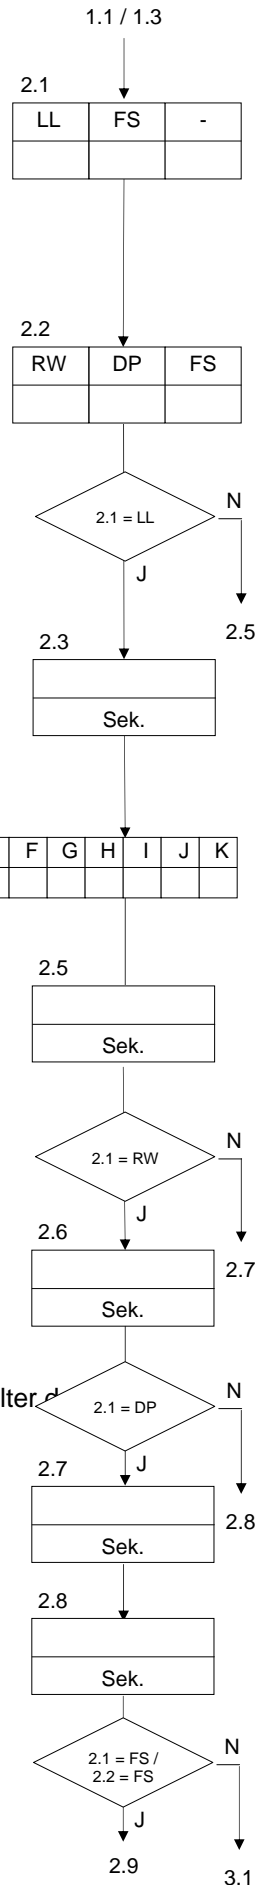 1.1 / 1.3
2.1
LL FS -
2.2
RW DP FS
2.1 = LL
N
J
2.5
2.3
Sek.
F G H I J K
2.5
Sek.
2.1 = RW
N
J
2.7
2.6
Sek.
lter d
2.1 = DP
N
J
2.8
2.7
Sek.
2.8
Sek.
2.1 = FS /
2.2 = FS
N
J
2.9
3.1